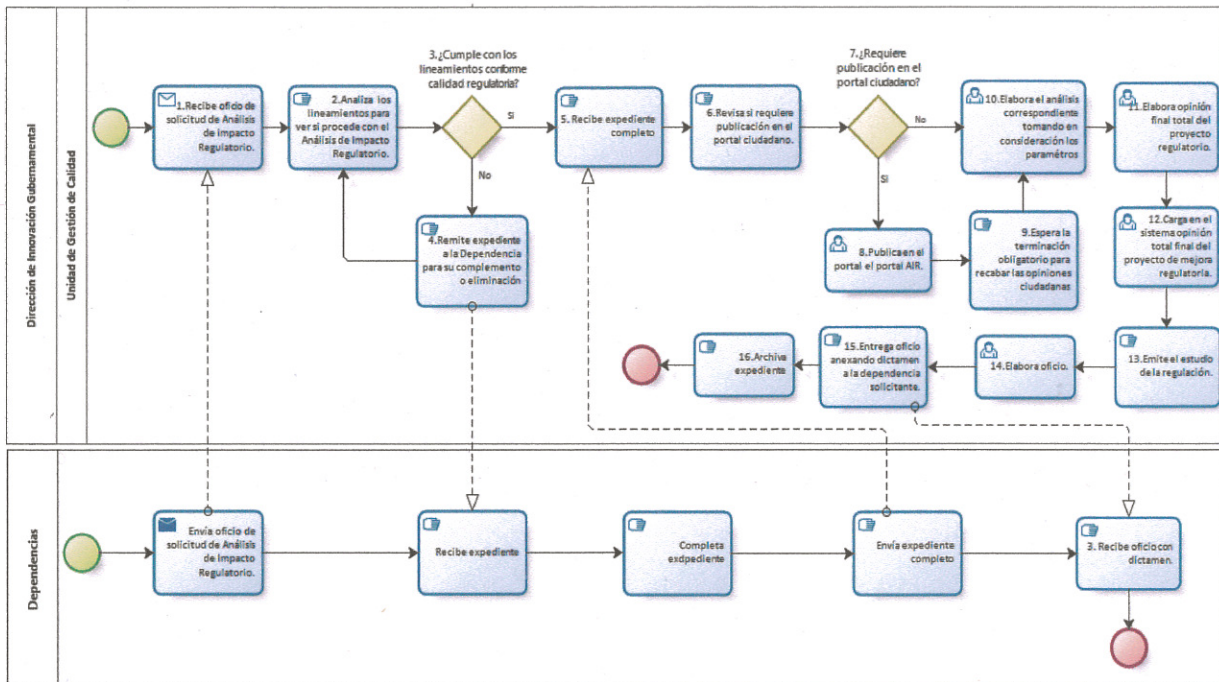 Dirección de Innovación Gubernamental
Unidad de Gestión de Calidad
1.Recibe oficio de
solicitud de Análisis
de Impacto
Regulatorio.
2.Analiza los
lineamientos para
ver si procede con el
Análisis de Impacto
Regulatorio.
3.¿Cumple con los
lineamientos conforme
calidad regulatoria?
Si
No
4.Remite expediente
a la Dependencia
para su complemento
o eliminación
5. Recibe expediente
completo
6.Revisa si requiere
publicación en el
portal ciudadano.
7.¿Requiere
publicación en el
portal ciudadano?
No
Si
8.Publica en el
portal el portal AIR.
9.Espera la
terminación
obligatorio para
recabar las opiniones
ciudadanas
10.Elabora el análisis
correspondiente
tomando en
consideración los
paramétros
11.Elabora opinión
final total del
proyecto
regulatorio.
12.Carga en el
sistema opinión
total final del
proyecto de mejora
regulatoria.
13.Emite el estudio
de la regulación.
14.Elabora oficio.
15.Entrega oficio
anexando dictamen
a la dependencia
solicitante.
16.Archiva
expediente
Dependencias
Envía oficio de
solicitud de Análisis
de Impacto
Regulatorio.
Recibe expediente
Completa
exdpediente
Envía expediente
completo
3. Recibe oficio con
dictamen.